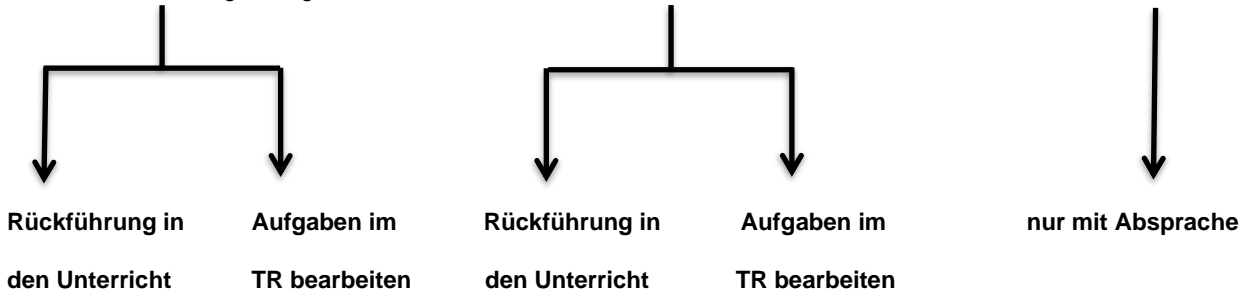 Rückführung in Aufgaben im Rückführung in Aufgaben im nur mit Absprache
den Unterricht TR bearbeiten den Unterricht TR bearbeiten